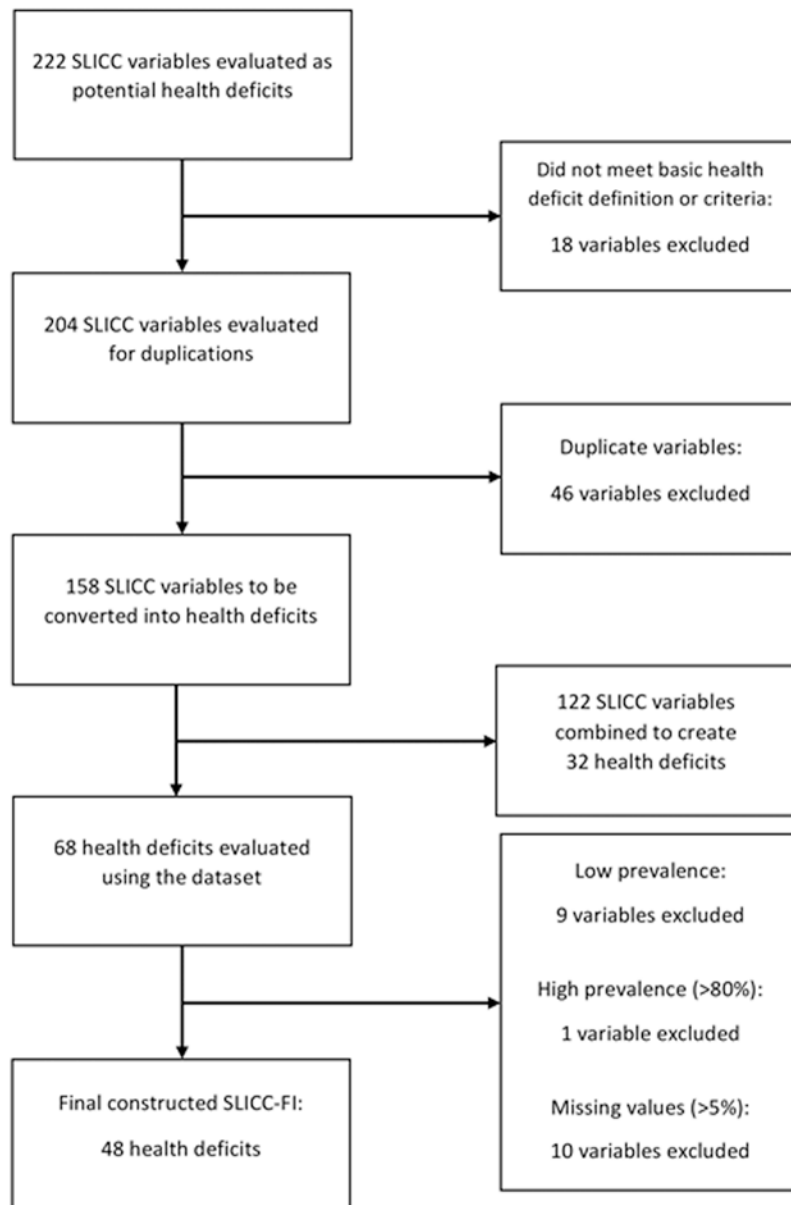 222 SLICC variables evaluated as
potential health deficits
Did not meet basic health
deficit definition or criteria:
18 variables excluded
204 SLICC variables evaluated
for duplications
Duplicate variables:
46 variables excluded
158 SLICC variables to be
converted into health deficits
122 SLICC variables
combined to create
32 health deficits
68 health deficits evaluated
using the dataset
Low prevalence:
9 variables excluded
High prevalence (>80%):
1 variable excluded
Missing values (>5%):
10 variables excluded
Final constructed SLICC-FI:
48 health deficits